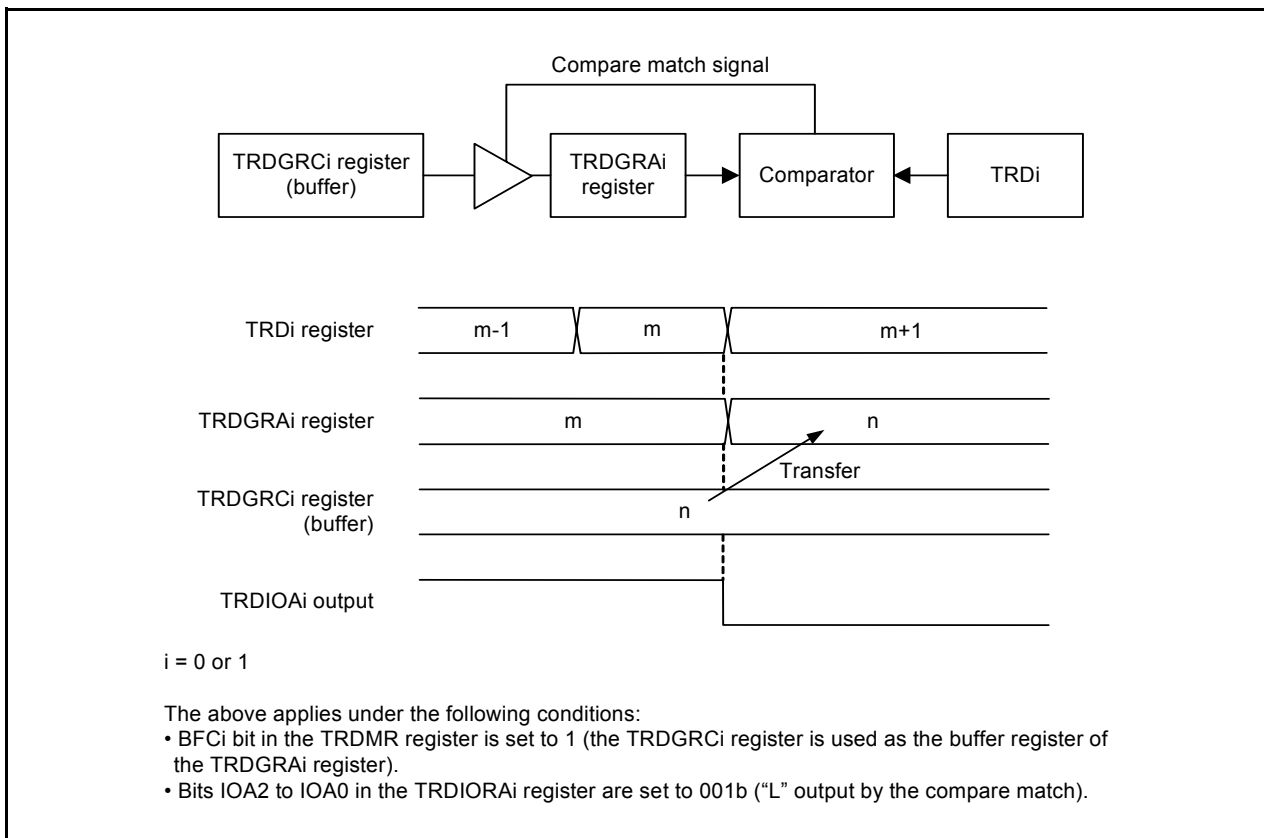 Compare match signal
TRDGRCi register
(buffer)
TRDGRAi
register
Comparator
TRDi
TRDi register
m-1
m
m+1
TRDGRAi register
m
n
Transfer
TRDGRCi register
(buffer)
n
TRDIOAi output
i = 0 or 1
The above applies under the following conditions:
• BFCi bit in the TRDMR register is set to 1 (the TRDGRCi register is used as the buffer register of
the TRDGRAi register).
• Bits IOA2 to IOA0 in the TRDIORAi register are set to 001b (“L” output by the compare match).